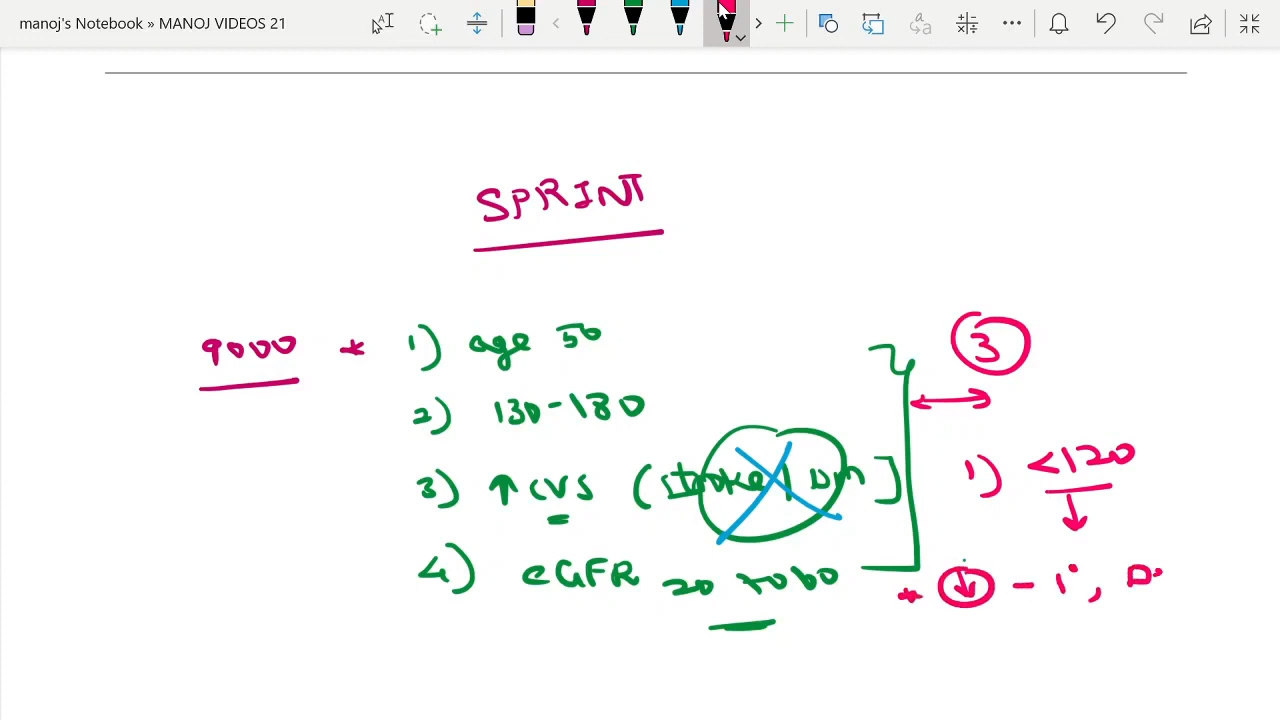 manoj's Notebook » MANOJ VIDEOS 21
SPRINT
9000 * 1) age 50
2) 130-180
3) ↑ CVS (stroke / DM]
4) eGFR 20 to 60
3
1) <120
↓
* ↓ - 1°, D.